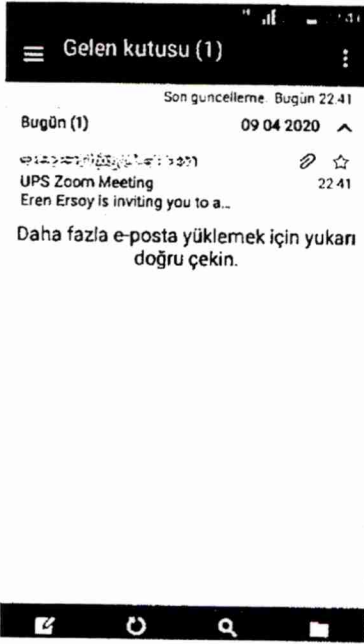 Gelen kutusu (1)
Son guncelleme. Bugün 22.41
Bugün (1) 09 04 2020
UPS Zoom Meeting 22 41
Eren Ersoy is inviting you to a...
Daha fazla e-posta yüklemek için yukarı
doğru çekin.